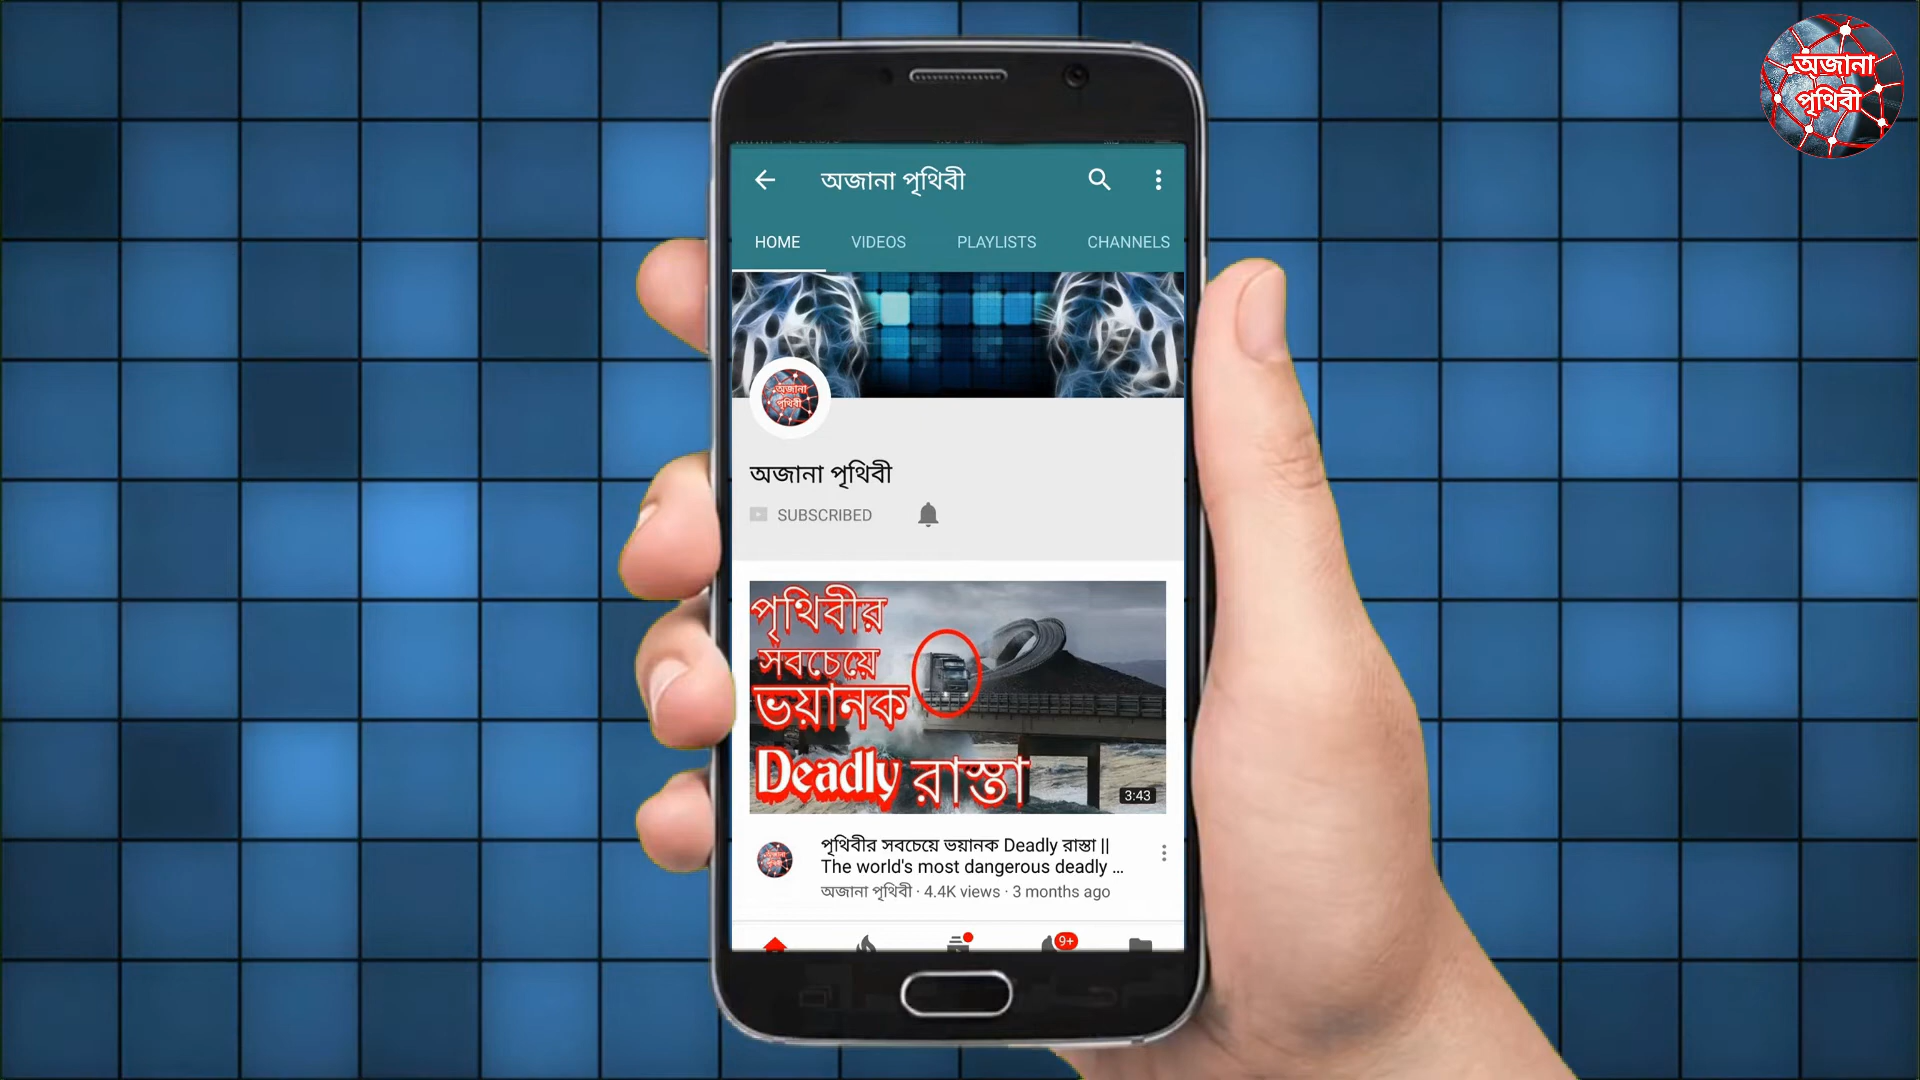 অজানা
পৃথিবী
অজানা পৃথিবী
HOME VIDEOS PLAYLISTS CHANNELS
অজানা
পৃথিবী
অজানা পৃথিবী
SUBSCRIBED
পৃথিবীর
সবচেয়ে
ভয়ানক
Deadly রাস্তা
3:43
পৃথিবীর সবচেয়ে ভয়ানক Deadly রাস্তা ||
The world's most dangerous deadly ...
অজানা পৃথিবী · 4.4K views · 3 months ago
9+